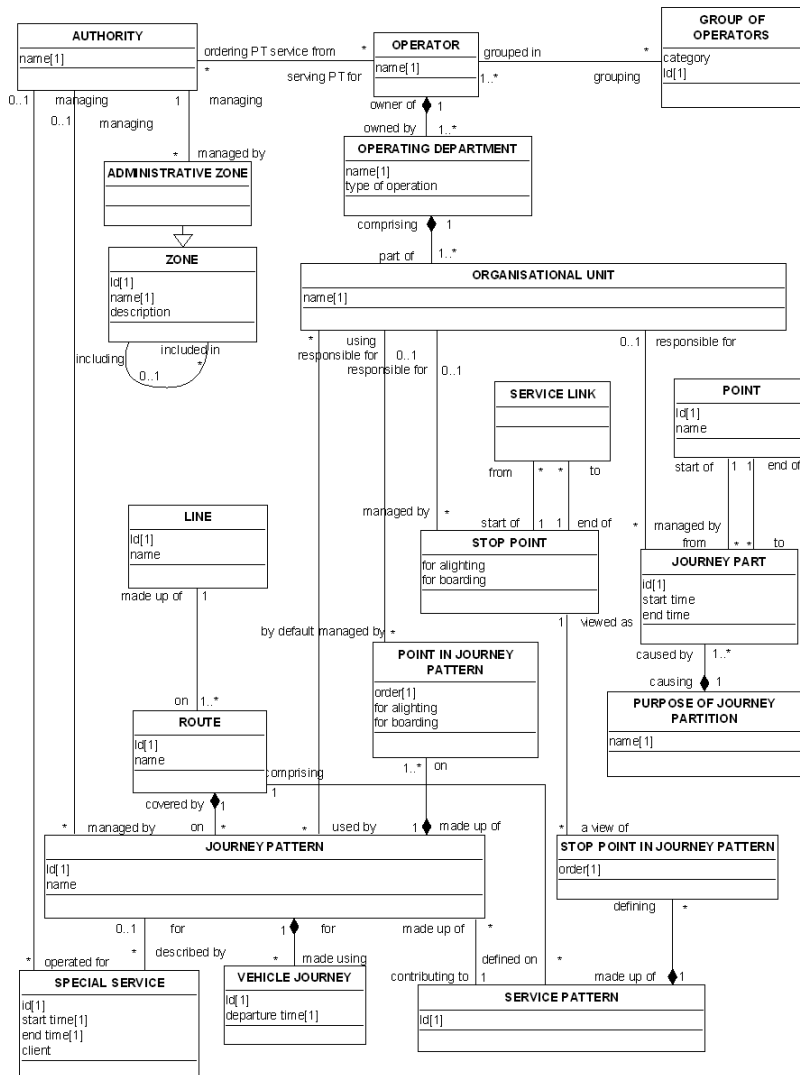 AUTHORITY
name[1]
ordering PT service from
*
*
serving PT for
OPERATOR
name[1]
grouped in
*
1..*
grouping
GROUP OF
OPERATORS
category
Id[1]
0..1
managing
0..1
managing
1
managing
*
managed by
owner of
1
owned by
1..*
ADMINISTRATIVE ZONE
OPERATING DEPARTMENT
name[1]
type of operation
comprising
1
part of
1..*
ZONE
Id[1]
name[1]
description
including
included in
*
0..1
ORGANISATIONAL UNIT
name[1]
*
using
responsible for
0..1
responsible for
0..1
0..1
responsible for
SERVICE LINK
from
*
*
to
POINT
Id[1]
name
start of
1
1
end of
managed by
*
start of
1
1
end of
*
managed by
from
*
*
to
LINE
Id[1]
name
made up of
1
STOP POINT
for alighting
for boarding
JOURNEY PART
id[1]
start time
end time
1
viewed as
by default managed by
*
caused by
1..*
causing
1
POINT IN JOURNEY
PATTERN
order[1]
for alighting
for boarding
PURPOSE OF JOURNEY
PARTITION
name[1]
on
1..*
ROUTE
Id[1]
name
comprising
1
1..*
on
covered by
1
*
managed by
on
*
*
used by
1
made up of
*
a view of
JOURNEY PATTERN
Id[1]
name
STOP POINT IN JOURNEY PATTERN
order[1]
0..1
for
1
for
made up of
*
defining
*
*
described by
*
made using
defined on
*
*
operated for
contributing to
1
made up of
1
SPECIAL SERVICE
id[1]
start time[1]
end time[1]
client
VEHICLE JOURNEY
Id[1]
departure time[1]
SERVICE PATTERN
Id[1]